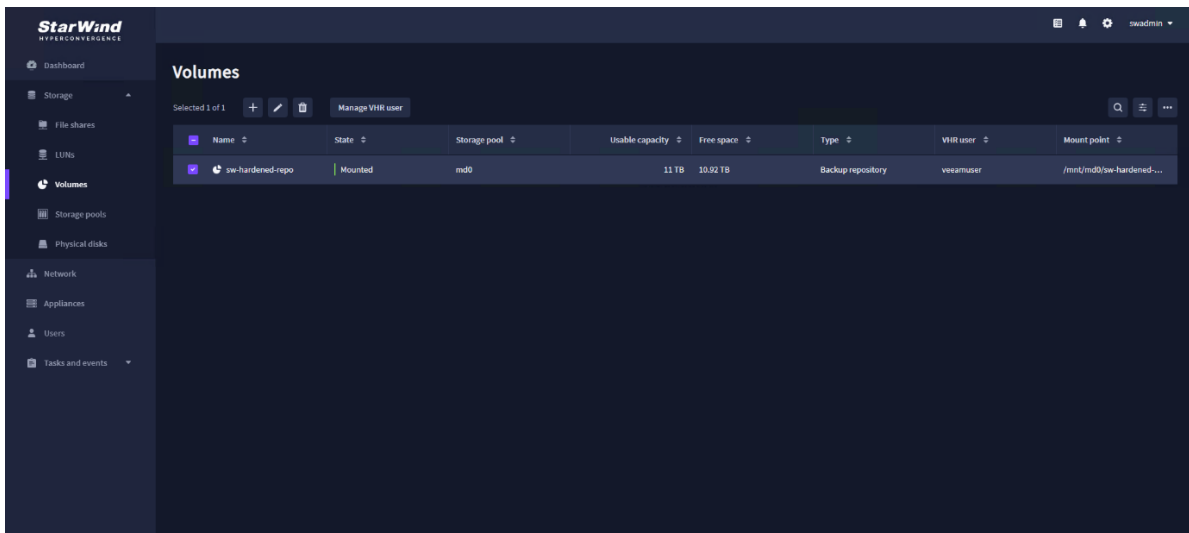 StarWind
HYPERCONVERGENCE
swadmin
Dashboard
Storage
File shares
LUNs
Volumes
Storage pools
Physical disks
Network
Appliances
Users
Tasks and events
Volumes
Selected 1 of 1 Manage VHR user
Name State Storage pool Usable capacity Free space Type VHR user Mount point
sw-hardened-repo Mounted md0 11 TB 10.92 TB Backup repository veeamuser /mnt/md0/sw-hardened-...